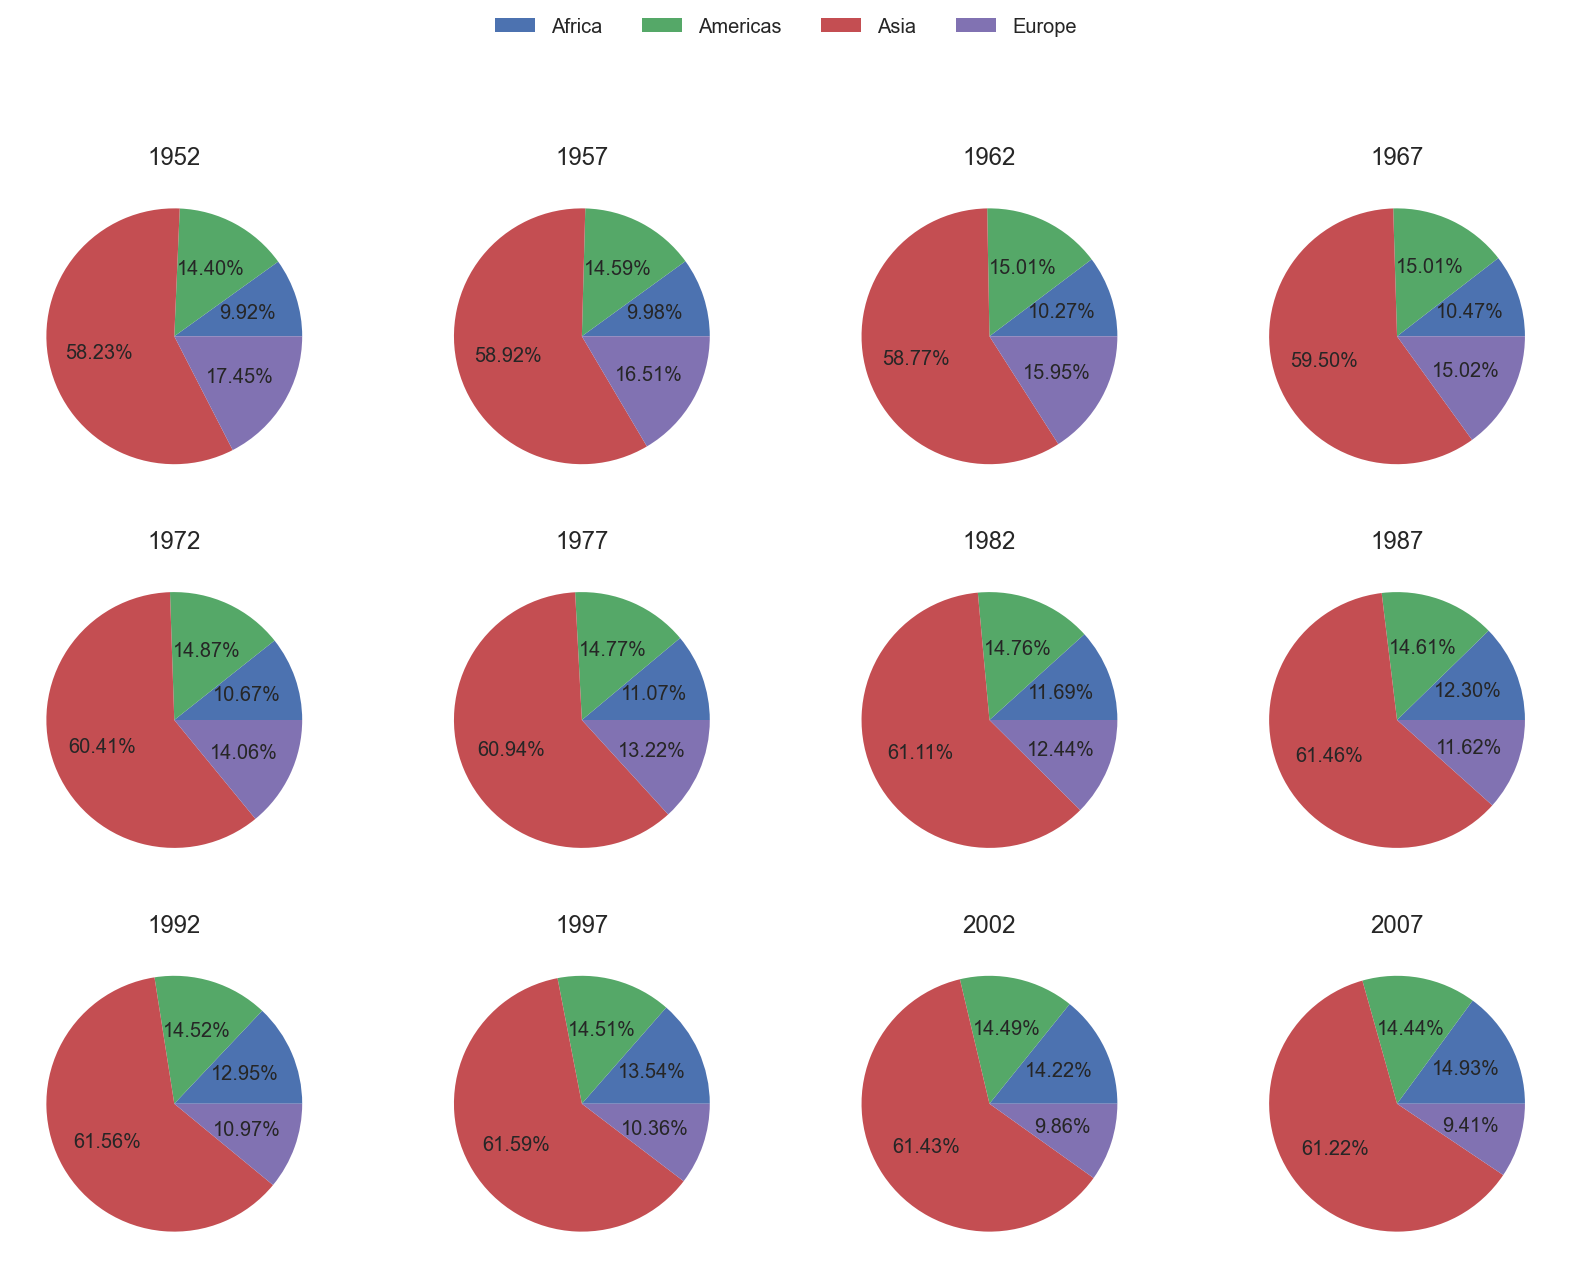 Africa Americas Asia Europe
1952 1957 1962 1967
14.40% 14.59% 15.01% 15.01%
9.92% 9.98% 10.27% 10.47%
58.23% 58.92% 58.77% 59.50%
17.45% 16.51% 15.95% 15.02%
1972 1977 1982 1987
14.87% 14.77% 14.76% 14.61%
10.67% 11.07% 11.69% 12.30%
60.41% 60.94% 61.11% 61.46%
14.06% 13.22% 12.44% 11.62%
1992 1997 2002 2007
14.52% 14.51% 14.49% 14.44%
12.95% 13.54% 14.22% 14.93%
61.56% 61.59% 61.43% 61.22%
10.97% 10.36% 9.86% 9.41%